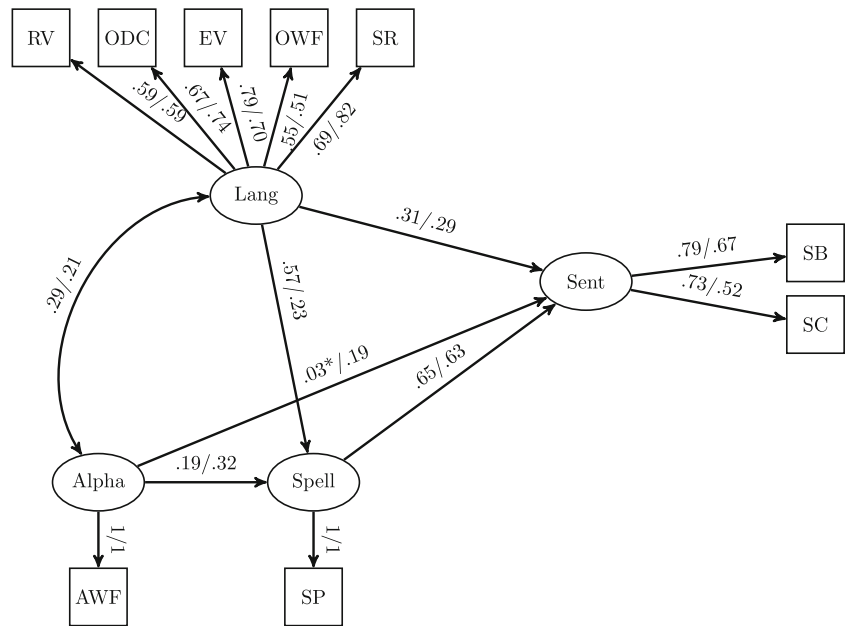 RV
ODC
EV
OWF
SR
.59/.59
.67/.74
.79/.70
.55/.51
.69/.82
Lang
.31/.29
.29/.21
.57/.23
Sent
.79/.67
.73/.52
SB
SC
.03*/.19
.65/.63
Alpha
.19/.32
Spell
1/1
1/1
AWF
SP